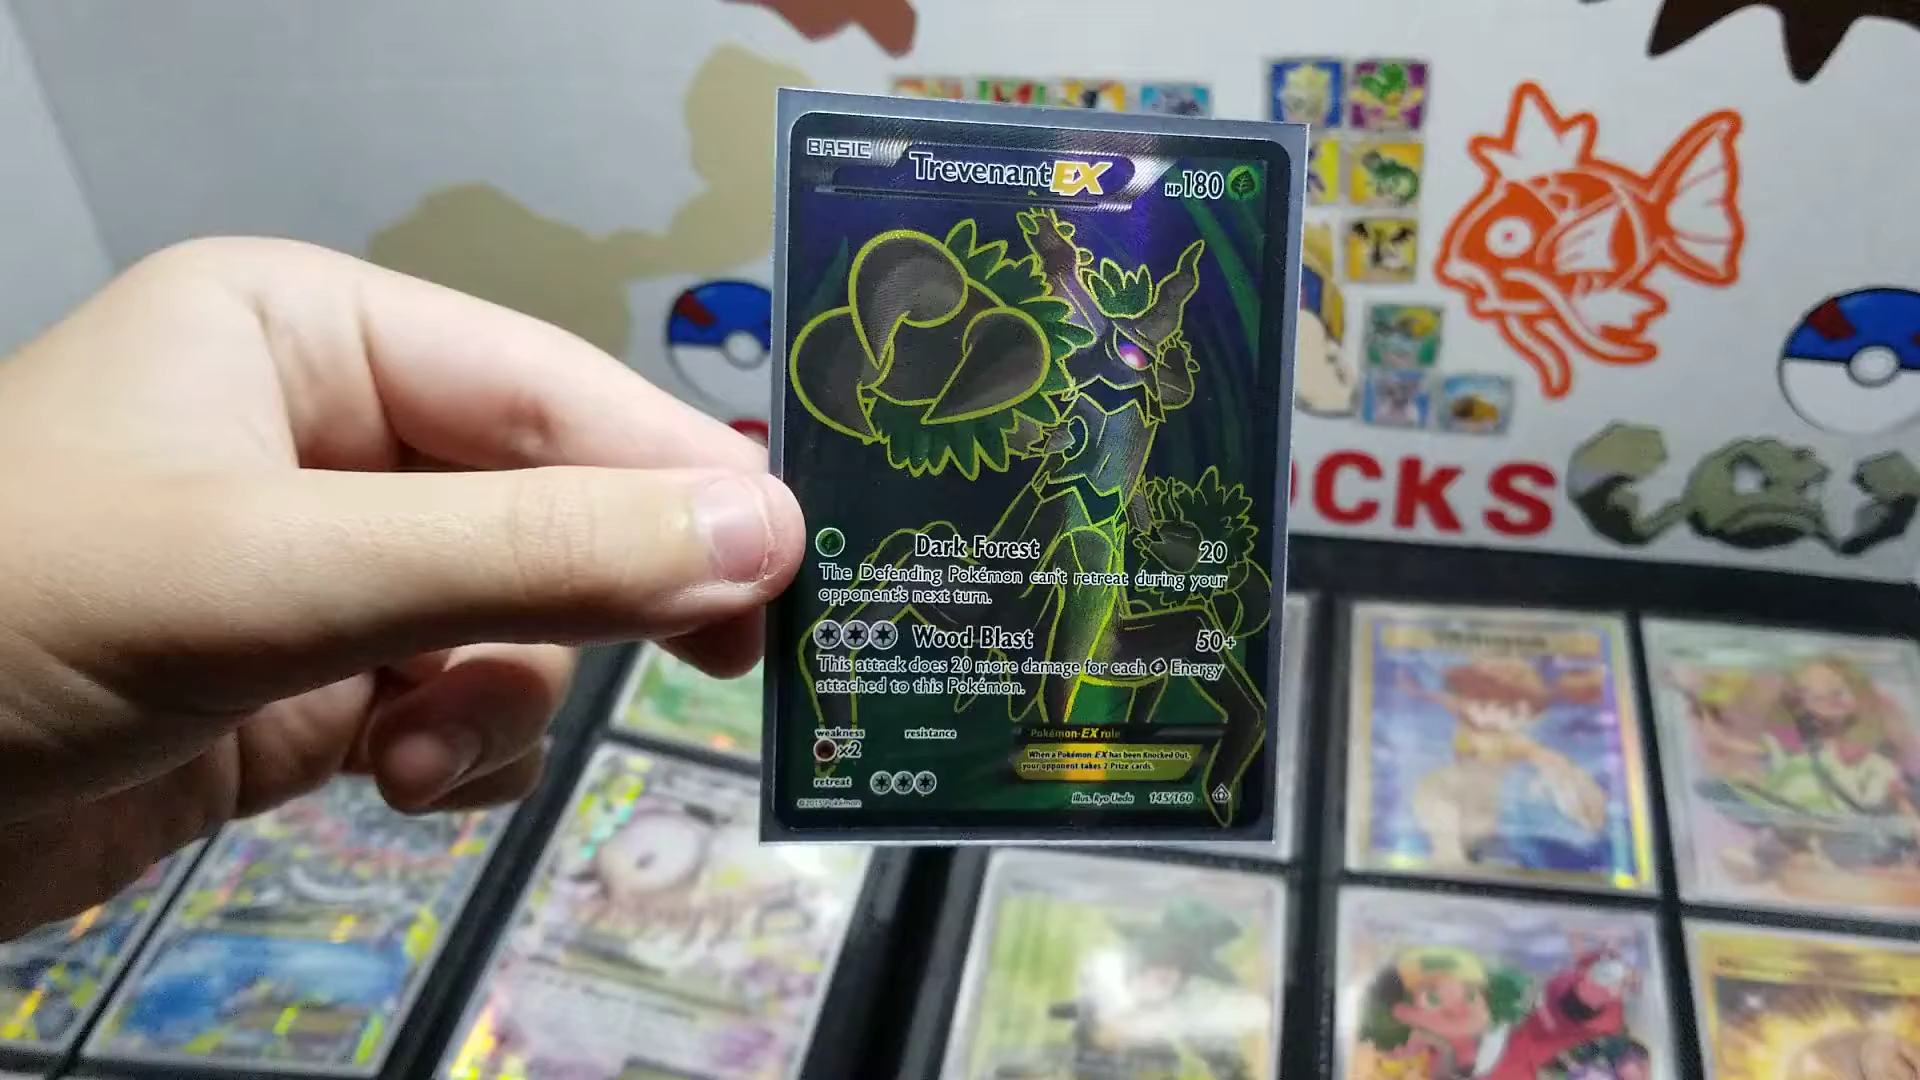 BASIC
Trevenant EX
HP 180
Dark Forest 20
The Defending Pokémon can't retreat during your
opponent's next turn.
Wood Blast 50+
This attack does 20 more damage for each Energy
attached to this Pokémon.
weakness resistance
x2
retreat
Pokémon-EX rule
When a Pokémon-EX has been Knocked Out,
your opponent takes 2 Prize cards.
©2015 Pokémon
Illus. Ryo Ueda 145/160
OCKS